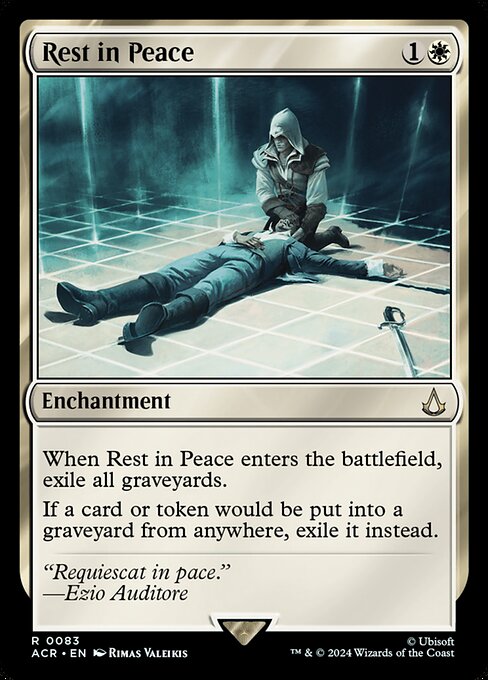 Rest in Peace 1
Enchantment
When Rest in Peace enters the battlefield,
exile all graveyards.
If a card or token would be put into a
graveyard from anywhere, exile it instead.
“Requiescat in pace.”
—Ezio Auditore
R 0083
ACR • EN Rimas Valeikis
© Ubisoft
™ & © 2024 Wizards of the Coast